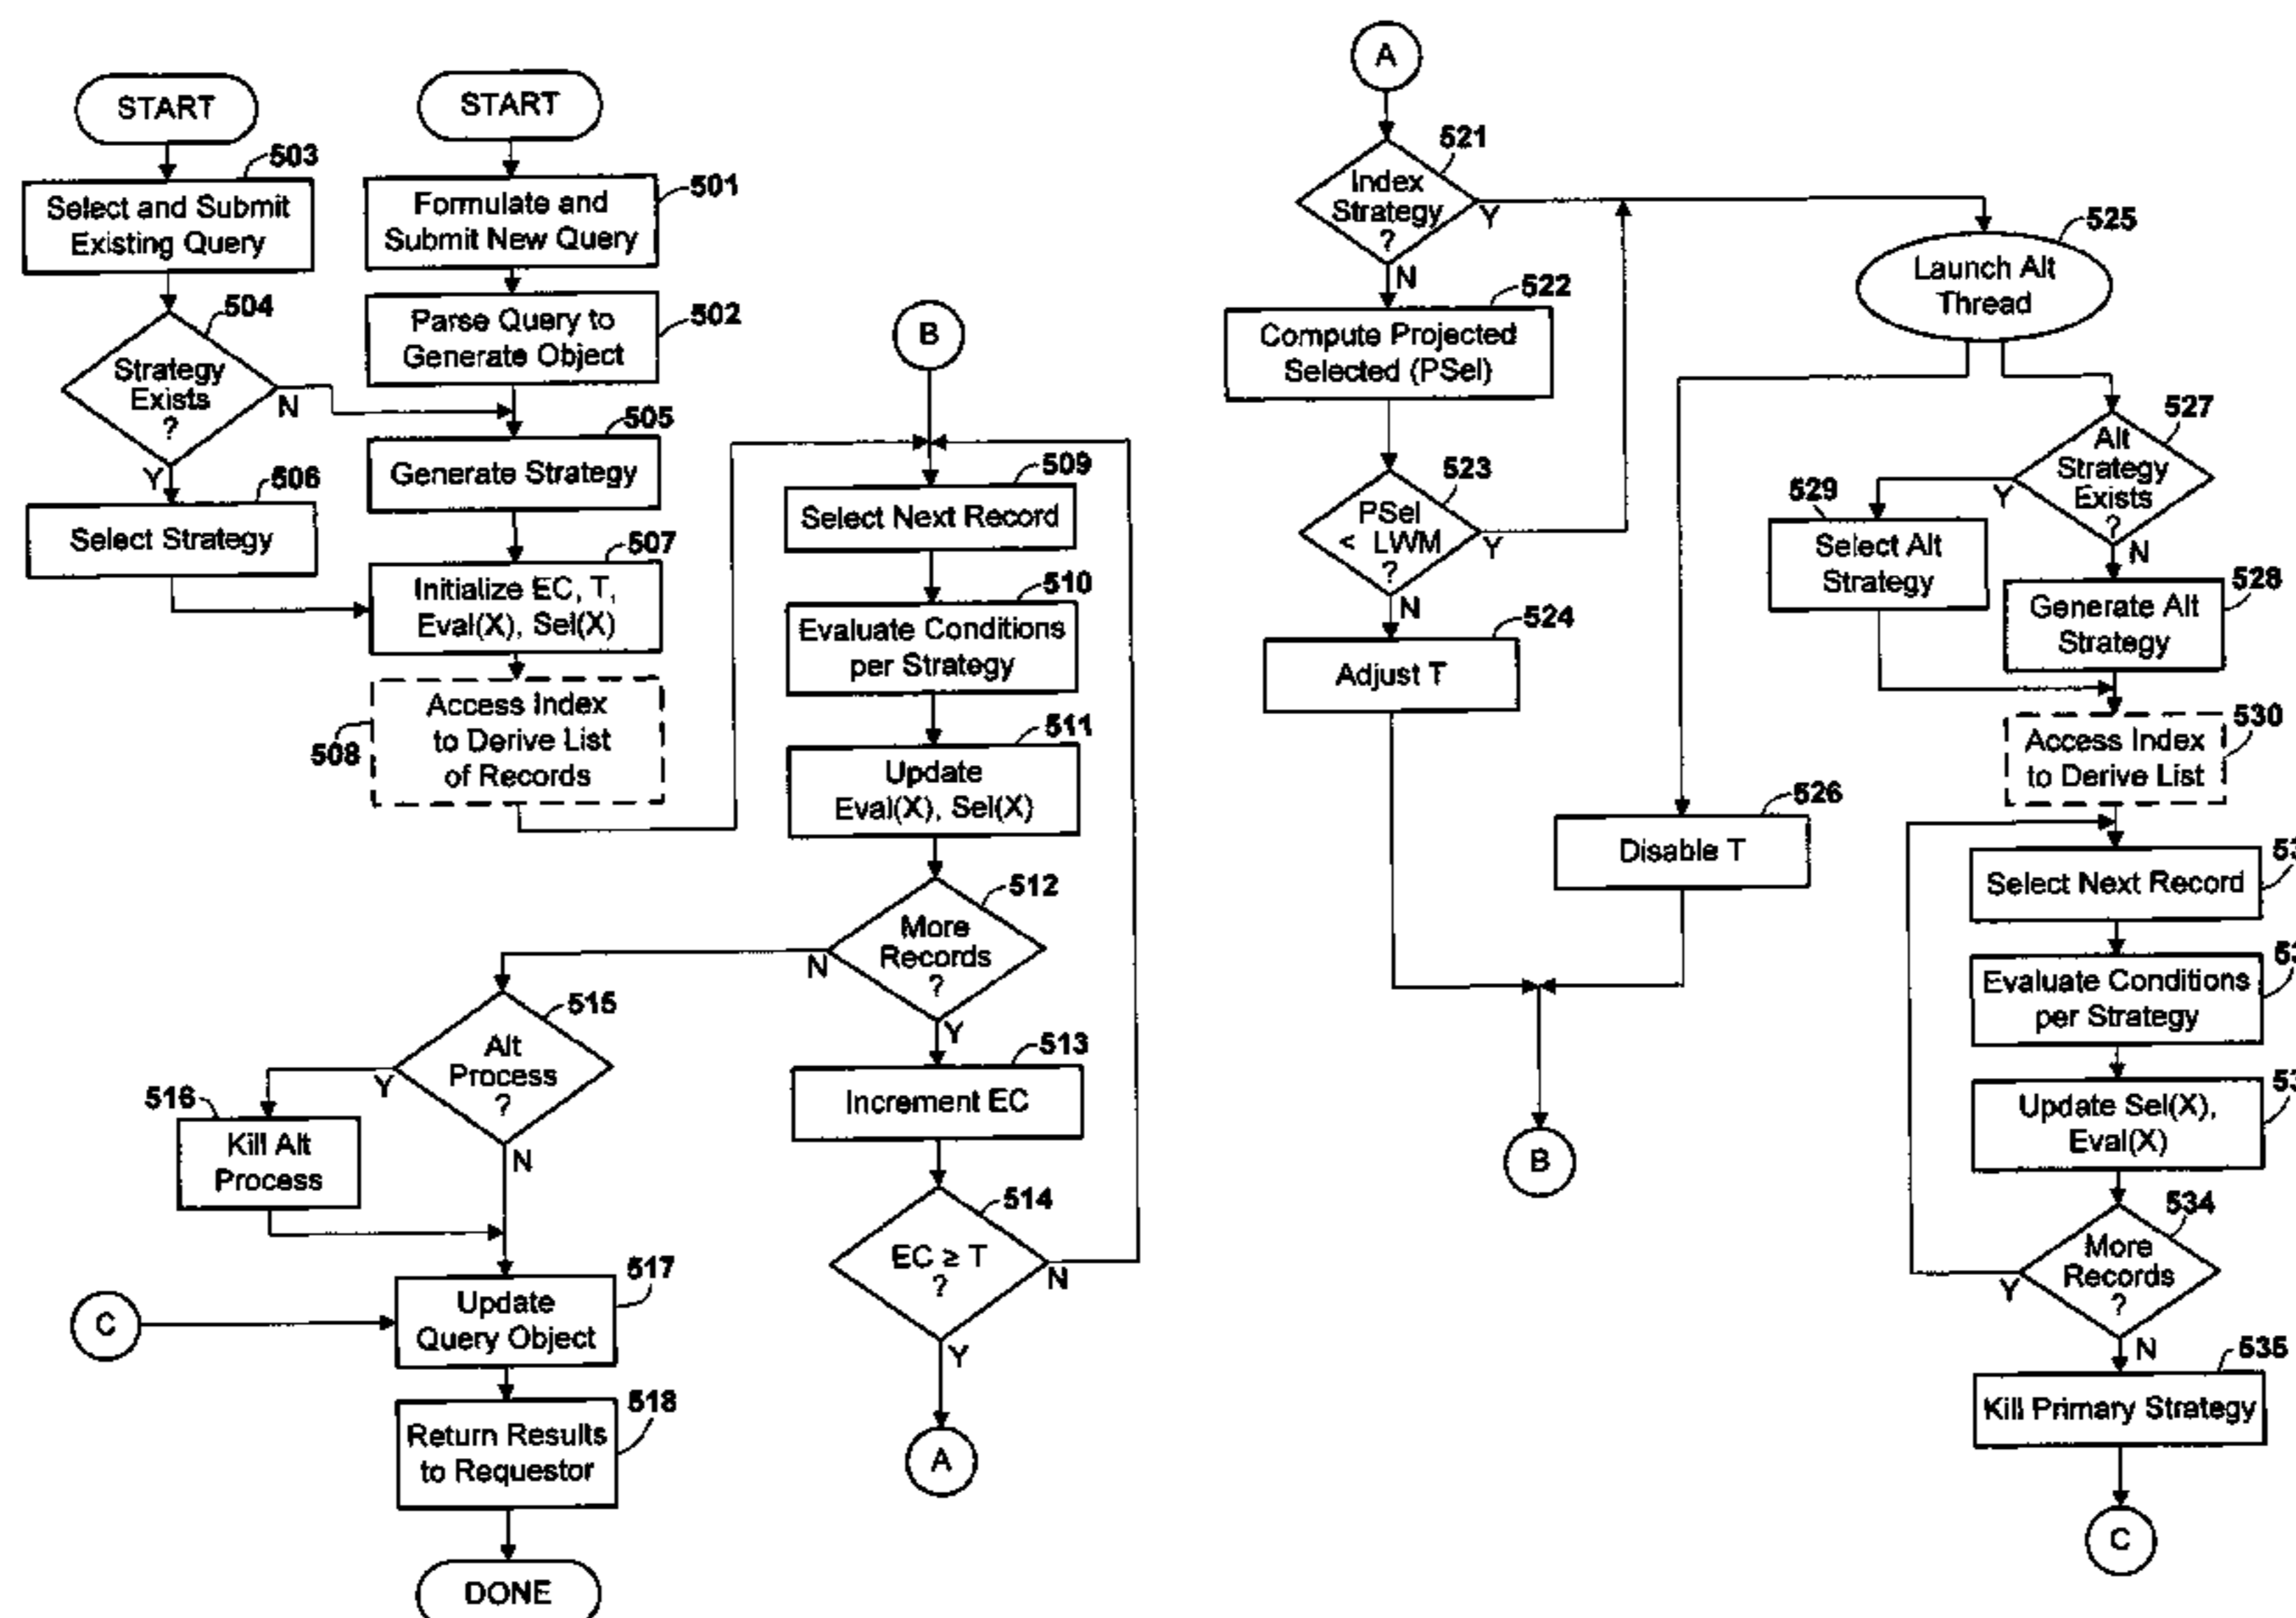 START
503
Select and Submit
Existing Query
504
Strategy
Exists
?
N
Y
506
Select Strategy
START
501
Formulate and
Submit New Query
502
Parse Query to
Generate Object
505
Generate Strategy
507
Initialize EC, T,
Eval(X), Sel(X)
508
Access Index
to Derive List
of Records
B
509
Select Next Record
510
Evaluate Conditions
per Strategy
511
Update
Eval(X), Sel(X)
512
More
Records
?
N
Y
513
Increment EC
514
EC ≥ T
?
N
Y
A
515
Alt
Process
?
Y
N
516
Kill Alt
Process
C
517
Update
Query Object
518
Return Results
to Requestor
DONE
A
521
Index
Strategy
?
Y
N
522
Compute Projected
Selected (PSel)
523
PSel
< LWM
?
Y
N
524
Adjust T
525
Launch Alt
Thread
526
Disable T
B
527
Alt
Strategy
Exists
?
Y
N
529
Select Alt
Strategy
528
Generate Alt
Strategy
530
Access Index
to Derive List
Select Next Record
Evaluate Conditions
per Strategy
Update Sel(X),
Eval(X)
534
More
Records
?
Y
N
535
Kill Primary Strategy
C